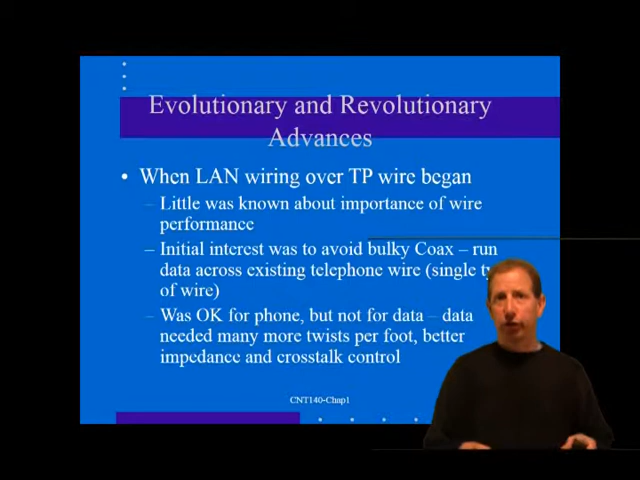 Evolutionary and Revolutionary
Advances
• When LAN wiring over TP wire began
– Little was known about importance of wire
performance
– Initial interest was to avoid bulky Coax – run
data across existing telephone wire (single
of wire)
– Was OK for phone, but not for data – data
needed many more twists per foot, better
impedance and crosstalk control
CNT140-Chap1